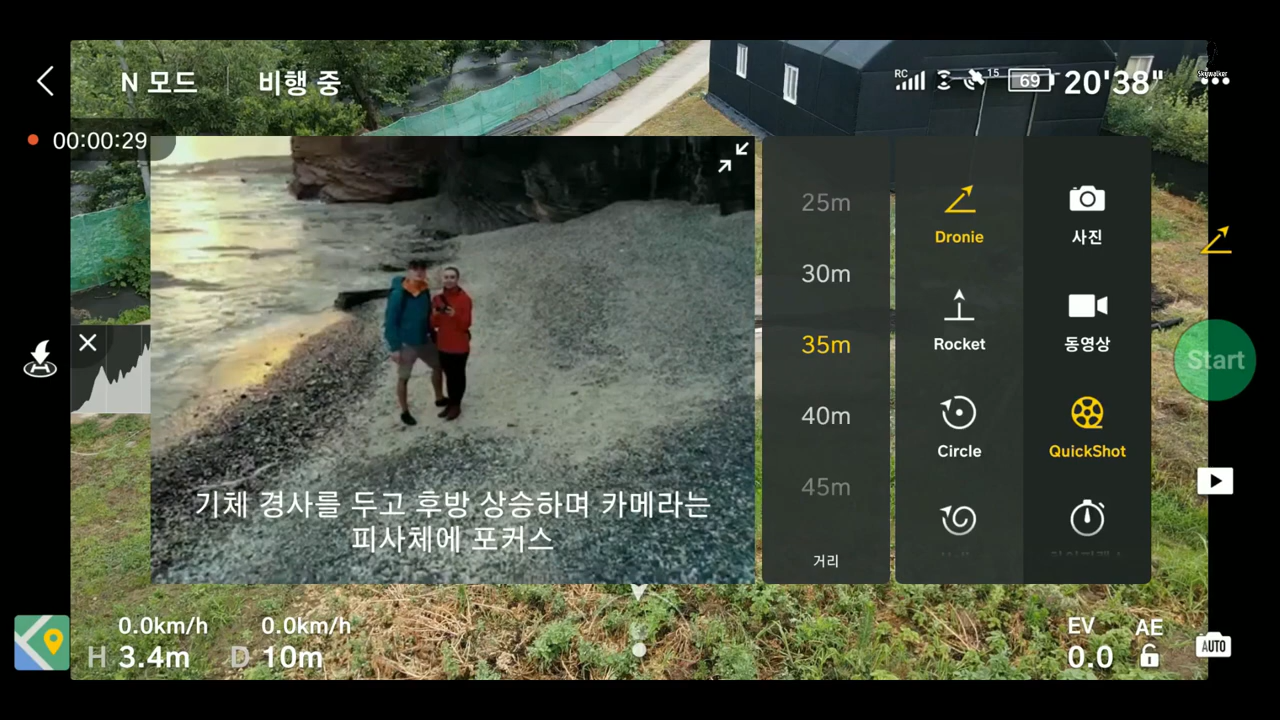 N 모드
비행 중
RC
15
69
20'38"
Skywalker
00:00:29
25m
30m
35m
40m
45m
거리
Dronie
Rocket
Circle
사진
동영상
QuickShot
Start
기체 경사를 두고 후방 상승하며 카메라는
피사체에 포커스
0.0km/h
0.0km/h
H 3.4m
D 10m
EV
0.0
AE
AUTO